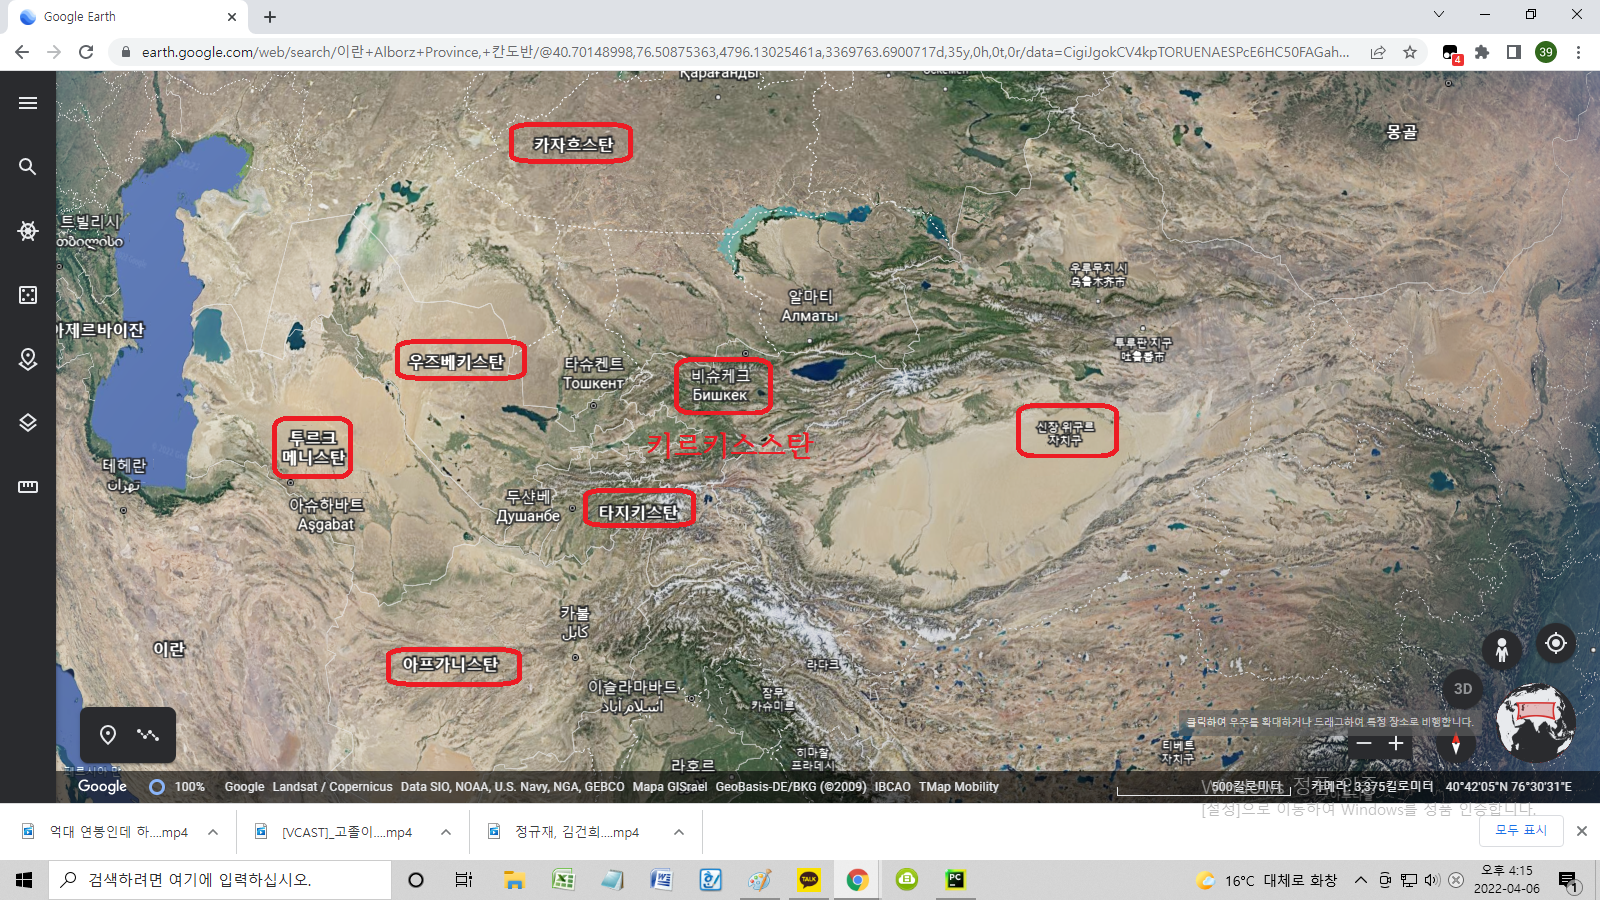 Google Earth
earth.google.com/web/search/이란+Alborz+Province,+칸도반/@40.70148998,76.50875363,4796.13025461a,3369763.6900717d,35y,0h,0t,0r/data=CigiJgokCV4kpTORUENAESPcE6HC50FAGah...
4
39
Қарағанды
Өскемен
카자흐스탄
몽골
트빌리시
თბილისი
우루무치 시
乌鲁木齐市
알마티
Алматы
아제르바이잔
투루판 지구
吐鲁番市
우즈베키스탄
타슈켄트
Тошкент
비슈케크
Бишкек
신장 위구르
자치구
투르크
메니스탄
키르키스스탄
테헤란
تهران
아슈하바트
Aşgabat
두샨베
Душанбе
타지키스탄
카불
کابل
이란
아프가니스탄
라다크
이슬라마바드
اسلام آباد
잠무
카슈미르
3D
클릭하여 우주를 확대하거나 드래그하여 특정 장소로 비행합니다.
히마찰
프라데시
티베트
자치구
라호르
Google
100%
Google Landsat / Copernicus Data SIO, NOAA, U.S. Navy, NGA, GEBCO Mapa GISrael GeoBasis-DE/BKG (©2009) IBCAO TMap Mobility
500킬로미터
카메라: 3,375킬로미터
40°42'05"N 76°30'31"E
Windows 정품 인증
[설정]으로 이동하여 Windows를 정품 인증합니다.
억대 연봉인데 하....mp4
[VCAST]_고졸이....mp4
정규재, 김건희....mp4
모두 표시
검색하려면 여기에 입력하십시오.
TALK
PC
16°C 대체로 화창
오후 4:15
2022-04-06
1